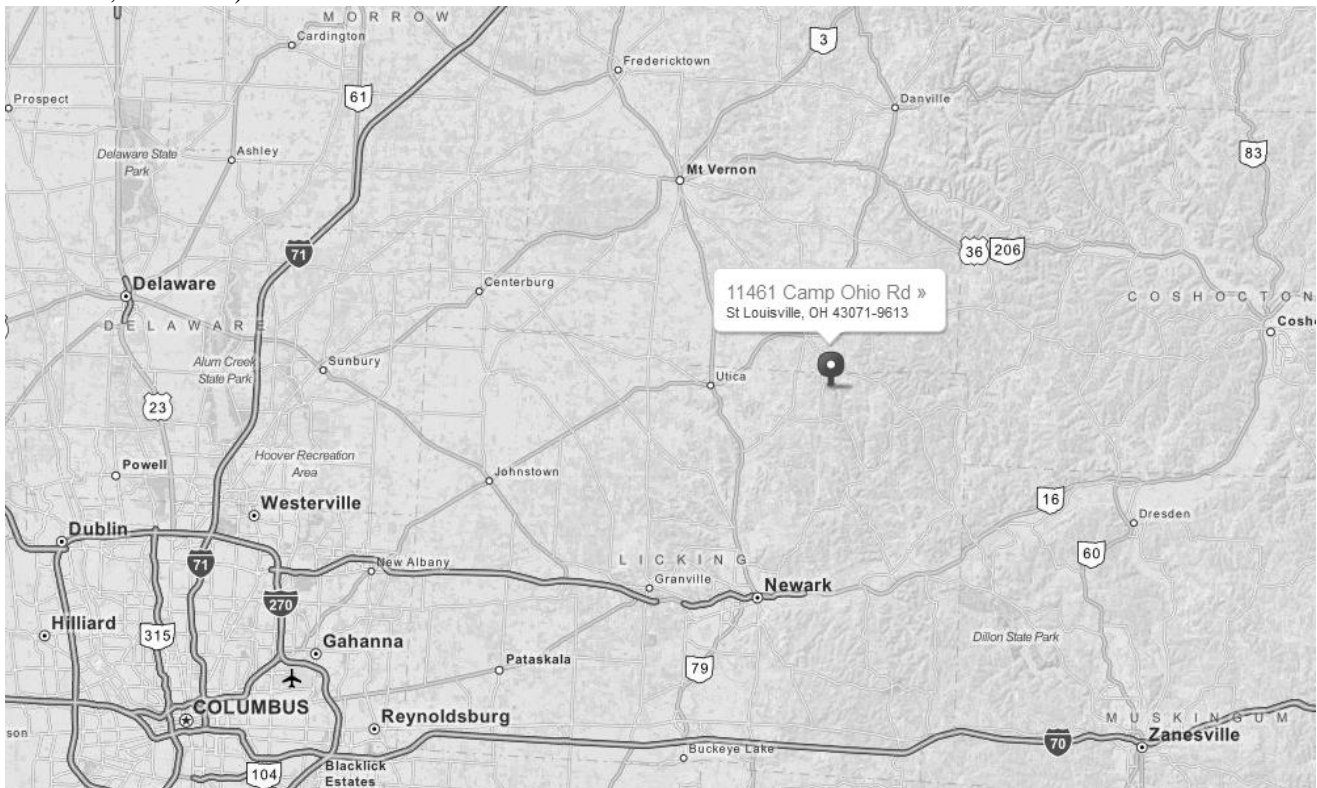 MORROW
Cardington
3
Fredericktown
61
Prospect
Danville
Delaware State
Park
Ashley
83
Mt Vernon
71
36
206
Delaware
Centerburg
11461 Camp Ohio Rd »
St Louisville, OH 43071-9613
COSHOCTON
DELAWARE
Cosho
Alum Creek
State Park
Sunbury
Utica
23
Hoover Recreation
Area
Powell
Johnstown
Westerville
16
Dresden
Dublin
71
New Albany
LICKING
Granville
Newark
60
270
Hilliard
315
Gahanna
Dillon State Park
Pataskala
79
COLUMBUS
Reynoldsburg
MUSKINGUM
Zanesville
son
Buckeye Lake
70
104
Blacklick
Estates